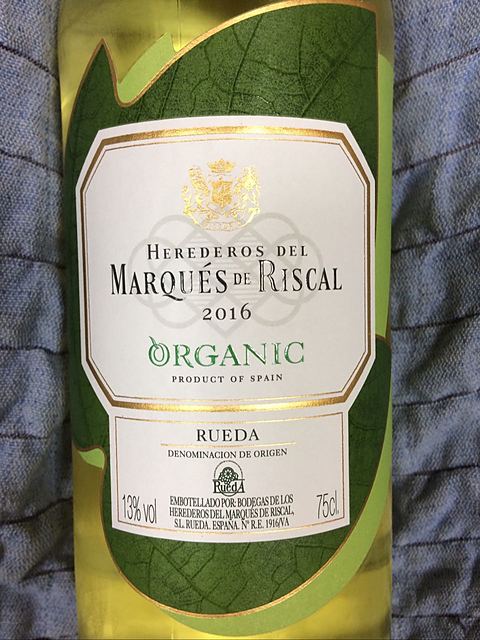 HEREDEROS DEL
MARQUÉS DE RISCAL
2016
ORGANIC
PRODUCT OF SPAIN
RUEDA
DENOMINACION DE ORIGEN
RuedA
13% vol
EMBOTELLADO POR: BODEGAS DE LOS
HEREDEROS DEL MARQUÉS DE RISCAL,
S.L. RUEDA. ESPAÑA. Nº R.E. 1916/VA
75cl.